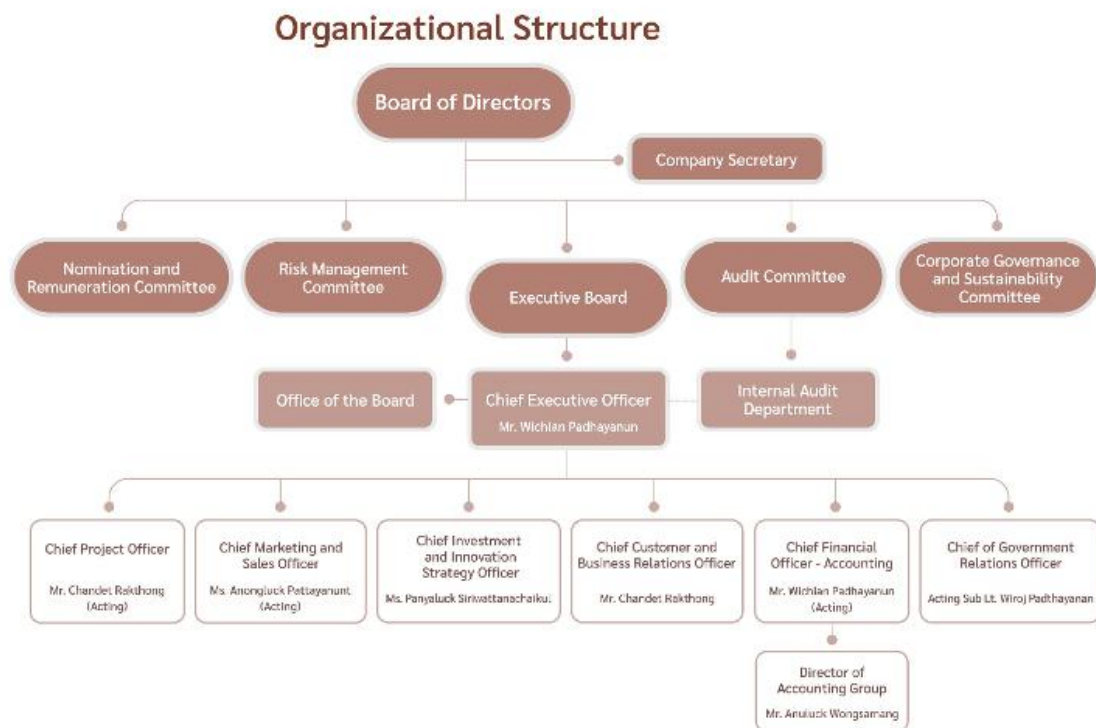 Organizational Structure
Board of Directors
Company Secretary
Nomination and
Remuneration Committee
Risk Management
Committee
Executive Board
Audit Committee
Corporate Governance
and Sustainability
Committee
Office of the Board
Chief Executive Officer
Mr. Wichian Padhayanun
Internal Audit
Department
Chief Project Officer
Mr. Chandet Rakthong
(Acting)
Chief Marketing and
Sales Officer
Ms. Anongluck Pattayanunt
(Acting)
Chief Investment
and Innovation
Strategy Officer
Ms. Panyaluck Siriwattanachaikul
Chief Customer and
Business Relations Officer
Mr. Chandet Rakthong
Chief Financial
Officer - Accounting
Mr. Wichian Padhayanun
(Acting)
Chief of Government
Relations Officer
Acting Sub Lt. Wiroj Padthayanan
Director of
Accounting Group
Mr. Anuluck Wongsamang